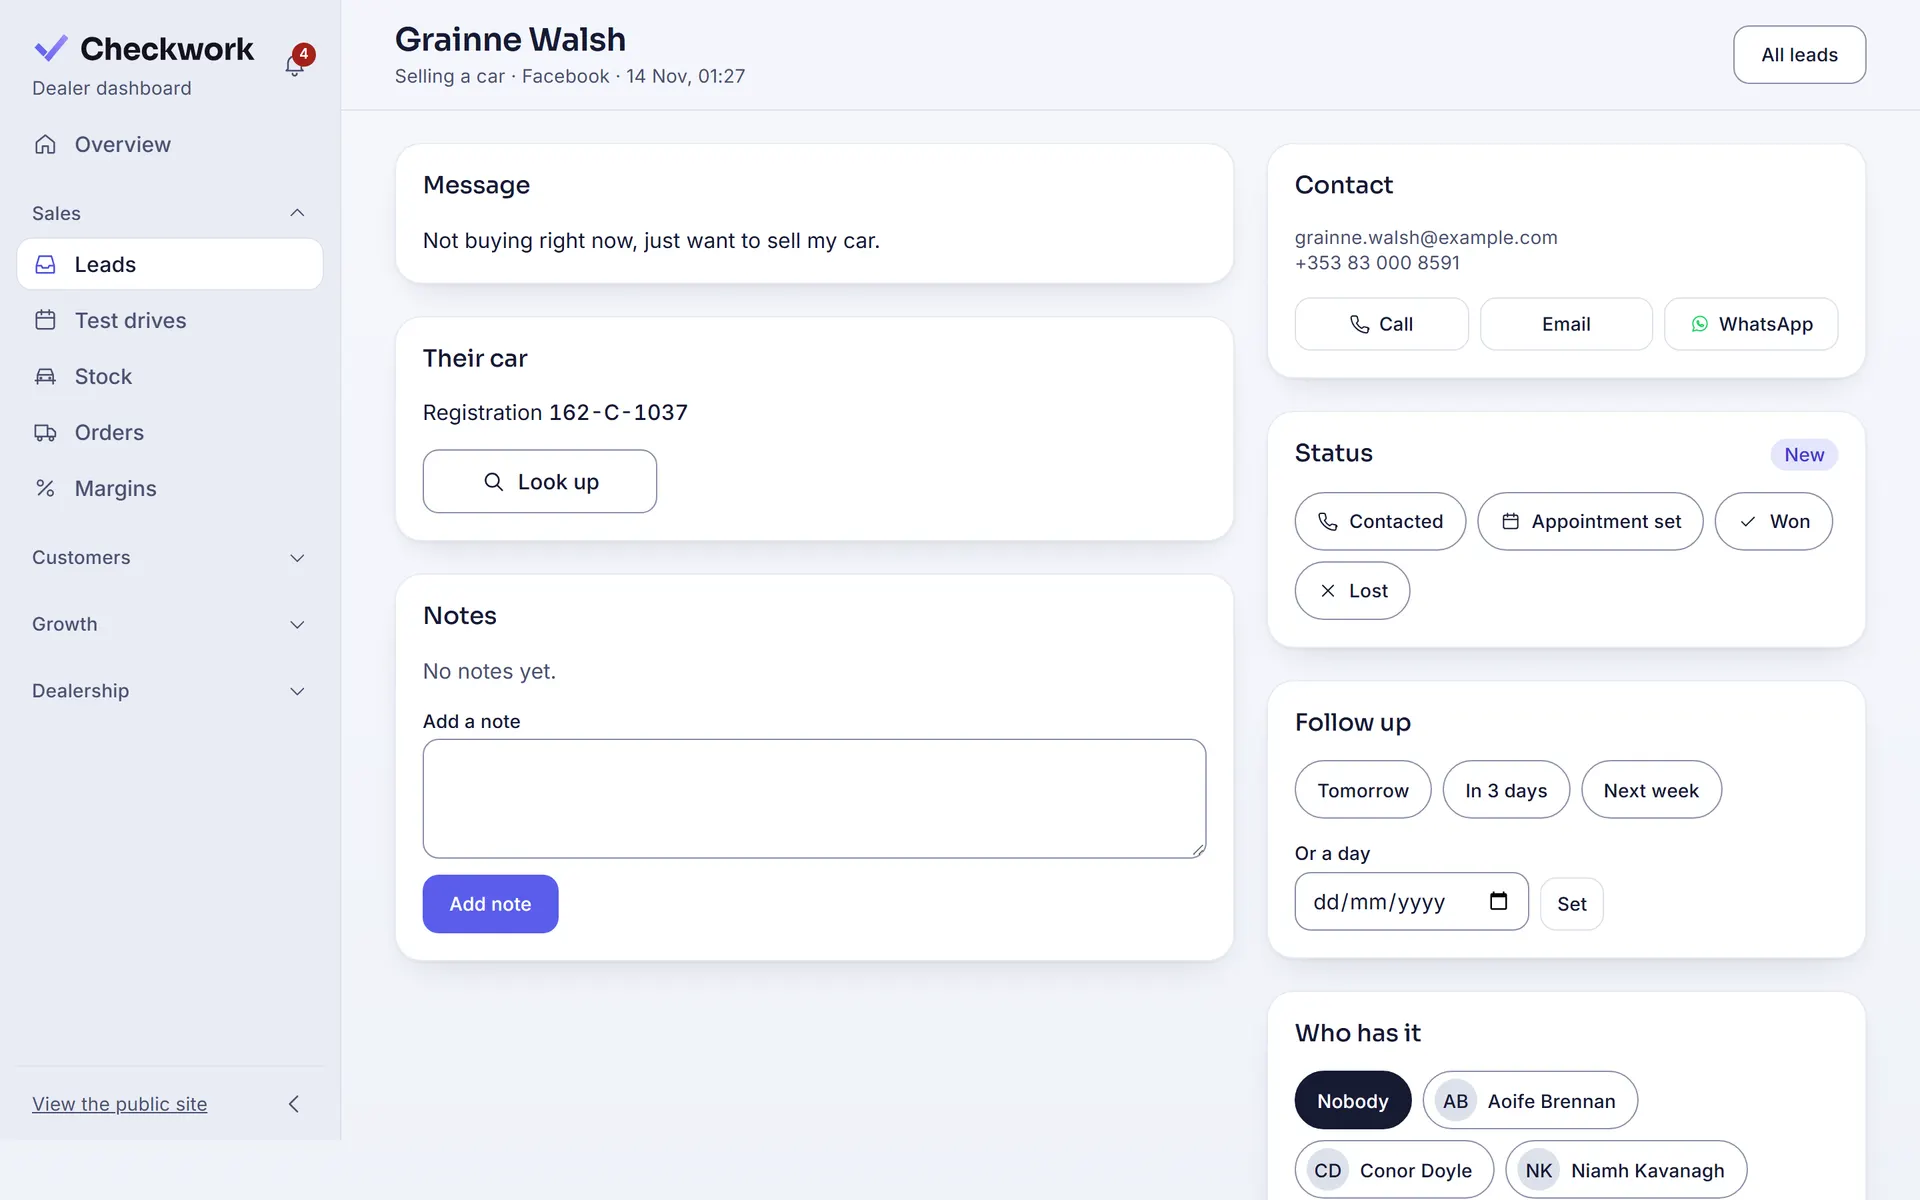 Checkwork
4
Dealer dashboard
Overview
Sales
Leads
Test drives
Stock
Orders
Margins
Customers
Growth
Dealership
View the public site
Grainne Walsh
Selling a car · Facebook · 14 Nov, 01:27
All leads
Message
Not buying right now, just want to sell my car.
Their car
Registration 162-C-1037
Look up
Notes
No notes yet.
Add a note
Add note
Contact
grainne.walsh@example.com
+353 83 000 8591
Call
Email
WhatsApp
Status
New
Contacted
Appointment set
Won
Lost
Follow up
Tomorrow
In 3 days
Next week
Or a day
dd/mm/yyyy
Set
Who has it
Nobody
AB Aoife Brennan
CD Conor Doyle
NK Niamh Kavanagh